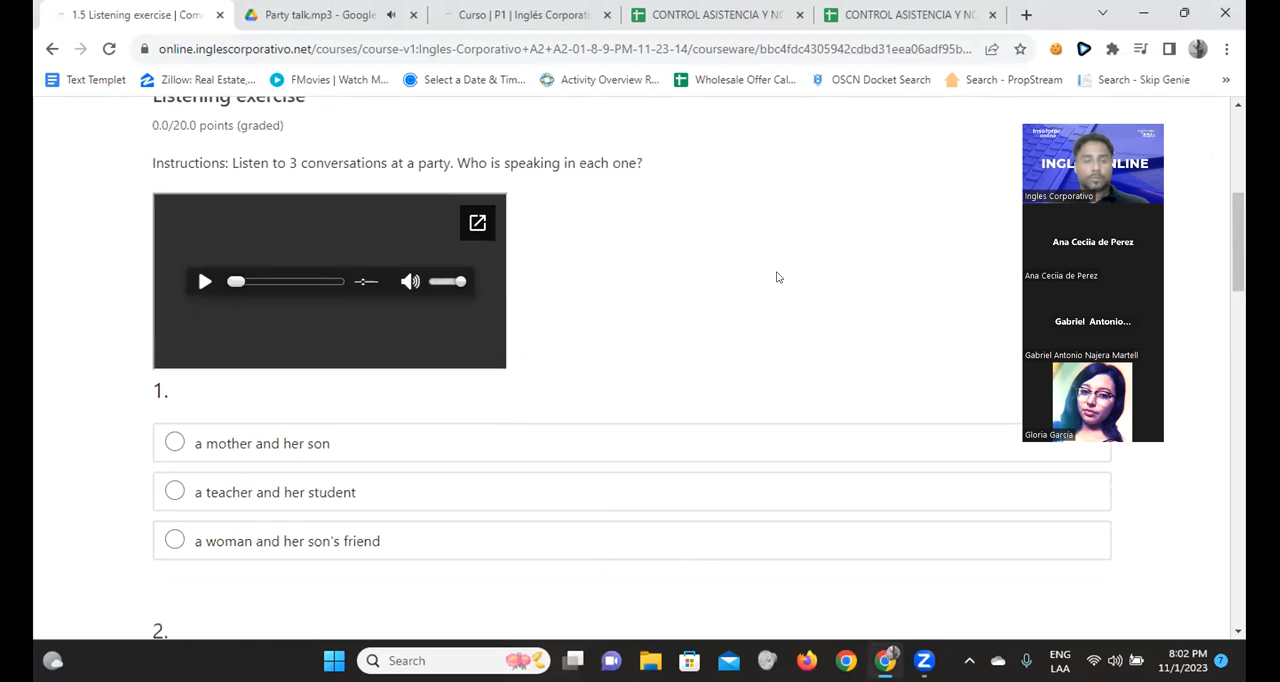 1.5 Listening exercise | Com
Party talk.mp3 - Google
Curso | P1 | Inglés Corporati
CONTROL ASISTENCIA Y NO
CONTROL ASISTENCIA Y NO
online.inglescorporativo.net/courses/course-v1:Ingles-Corporativo+A2+A2-01-8-9-PM-11-23-14/courseware/bbc4fdc4305942cdbd31eea06adf95b...
Text Templet
Zillow: Real Estate,...
FMovies | Watch M...
Select a Date & Tim...
Activity Overview R...
Wholesale Offer Cal...
OSCN Docket Search
Search - PropStream
Search - Skip Genie
»
Listening exercise
0.0/20.0 points (graded)
Instructions: Listen to 3 conversations at a party. Who is speaking in each one?
1.
a mother and her son
a teacher and her student
a woman and her son's friend
2.
Ingles Corporativo
Ana Ceciia de Perez
Ana Ceciia de Perez
Gabriel Antonio...
Gabriel Antonio Najera Martell
Gloria García
Search
ENG
LAA
8:02 PM
11/1/2023
7